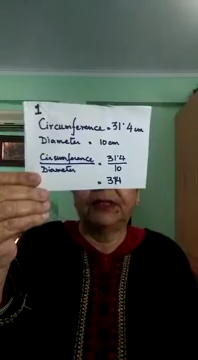 1
Circumference = 31.4 cm
Diameter = 10 cm
Circumference / Diameter = 31.4 / 10
= 3.14